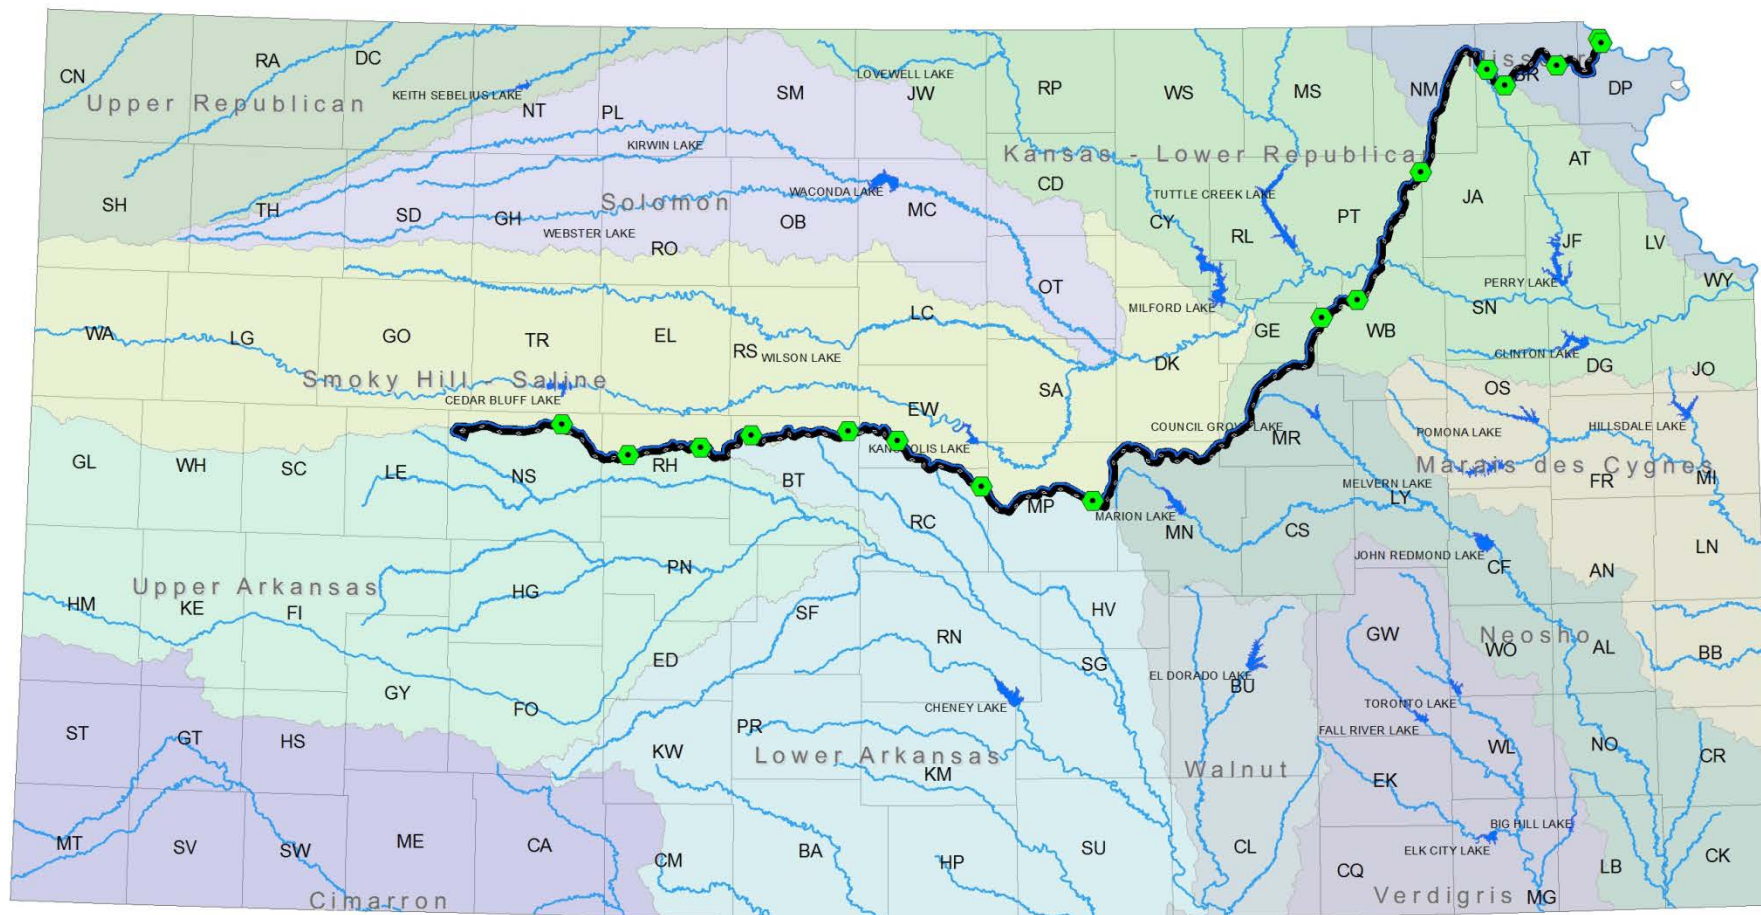 CN
RA
DC
Upper Republican
KEITH SEBELIUS LAKE
NT
PL
SM
LOVEWELL LAKE
JW
RP
WS
MS
NM
Missouri
BR
DP
KIRWIN LAKE
Kansas - Lower Republican
AT
SH
TH
SD
GH
Solomon
WEBSTER LAKE
RO
OB
WACONDA LAKE
MC
CD
CY
TUTTLE CREEK LAKE
RL
PT
JA
JF
LV
OT
MILFORD LAKE
GE
WB
PERRY LAKE
SN
WY
WA
LG
GO
TR
EL
RS
WILSON LAKE
LC
DK
CLINTON LAKE
DG
JO
Smoky Hill - Saline
CEDAR BLUFF LAKE
EW
SA
COUNCIL GROVE LAKE
MR
OS
POMONA LAKE
HILLSDALE LAKE
Marais des Cygnes
GL
WH
SC
LE
NS
RH
BT
KANOPOLIS LAKE
RC
MP
MARION LAKE
MN
CS
MELVERN LAKE
LY
FR
MI
JOHN REDMOND LAKE
CF
AN
LN
Upper Arkansas
HM
KE
FI
HG
PN
SF
RN
HV
GW
Neosho
WO
AL
BB
GY
FO
ED
SG
EL DORADO LAKE
BU
CHENEY LAKE
TORONTO LAKE
FALL RIVER LAKE
ST
GT
HS
KW
PR
Lower Arkansas
KM
Walnut
EK
WL
NO
CR
MT
SV
SW
ME
CA
CM
BA
HP
SU
CL
CQ
BIG HILL LAKE
ELK CITY LAKE
LB
CK
Cimarron
Verdigris
MG